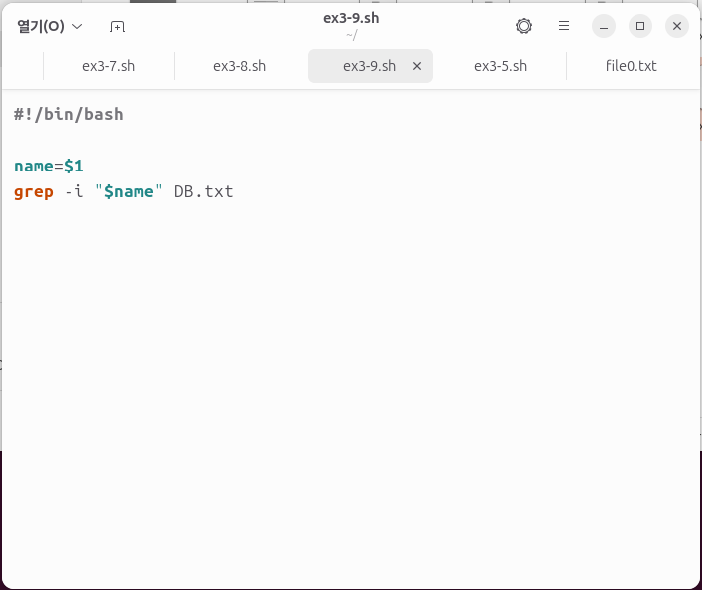 열기(O)
ex3-9.sh
~/
ex3-7.sh ex3-8.sh ex3-9.sh ex3-5.sh file0.txt
#!/bin/bash
name=$1
grep -i "$name" DB.txt